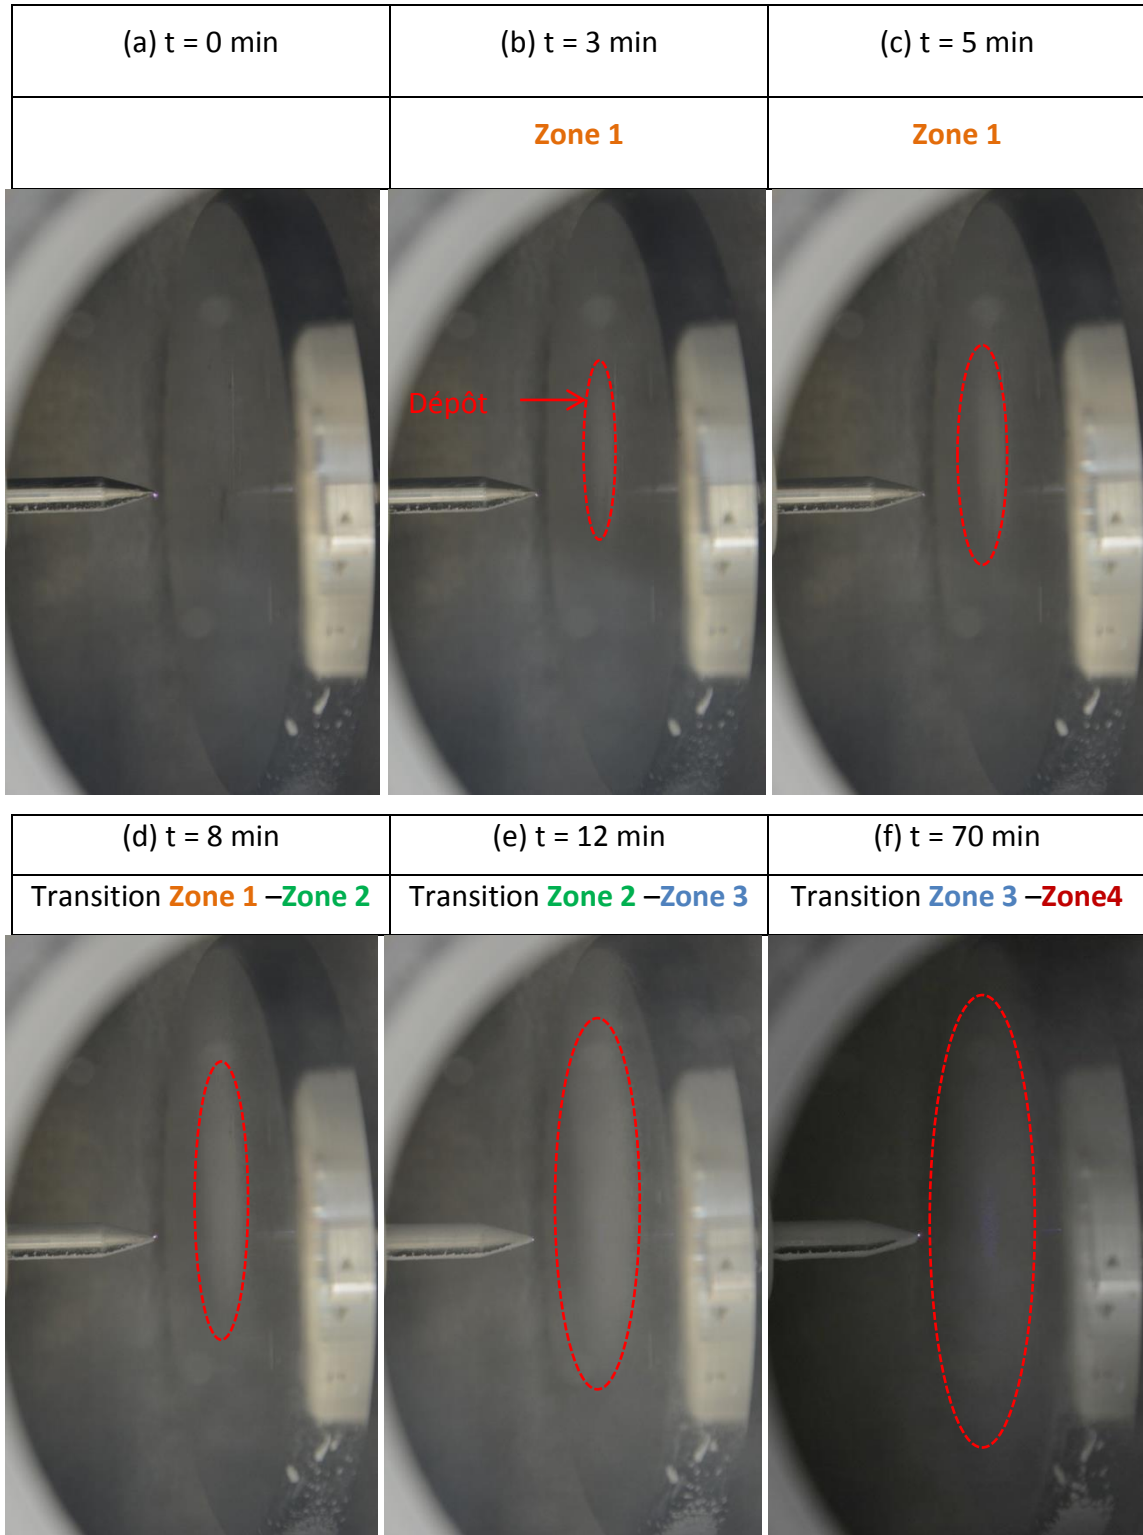 (a) t = 0 min
(b) t = 3 min
(c) t = 5 min
Zone 1
Zone 1
Dépôt
(d) t = 8 min
(e) t = 12 min
(f) t = 70 min
Transition Zone 1 –Zone 2
Transition Zone 2 –Zone 3
Transition Zone 3 –Zone4